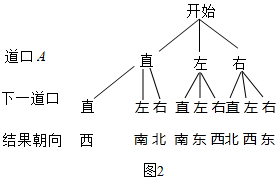 开始
道口 A 直 左 右
下一道口 直 左 右 直 左 右 直 左 右
结果朝向 西 南 北 南 东 西 北 西 东
图2